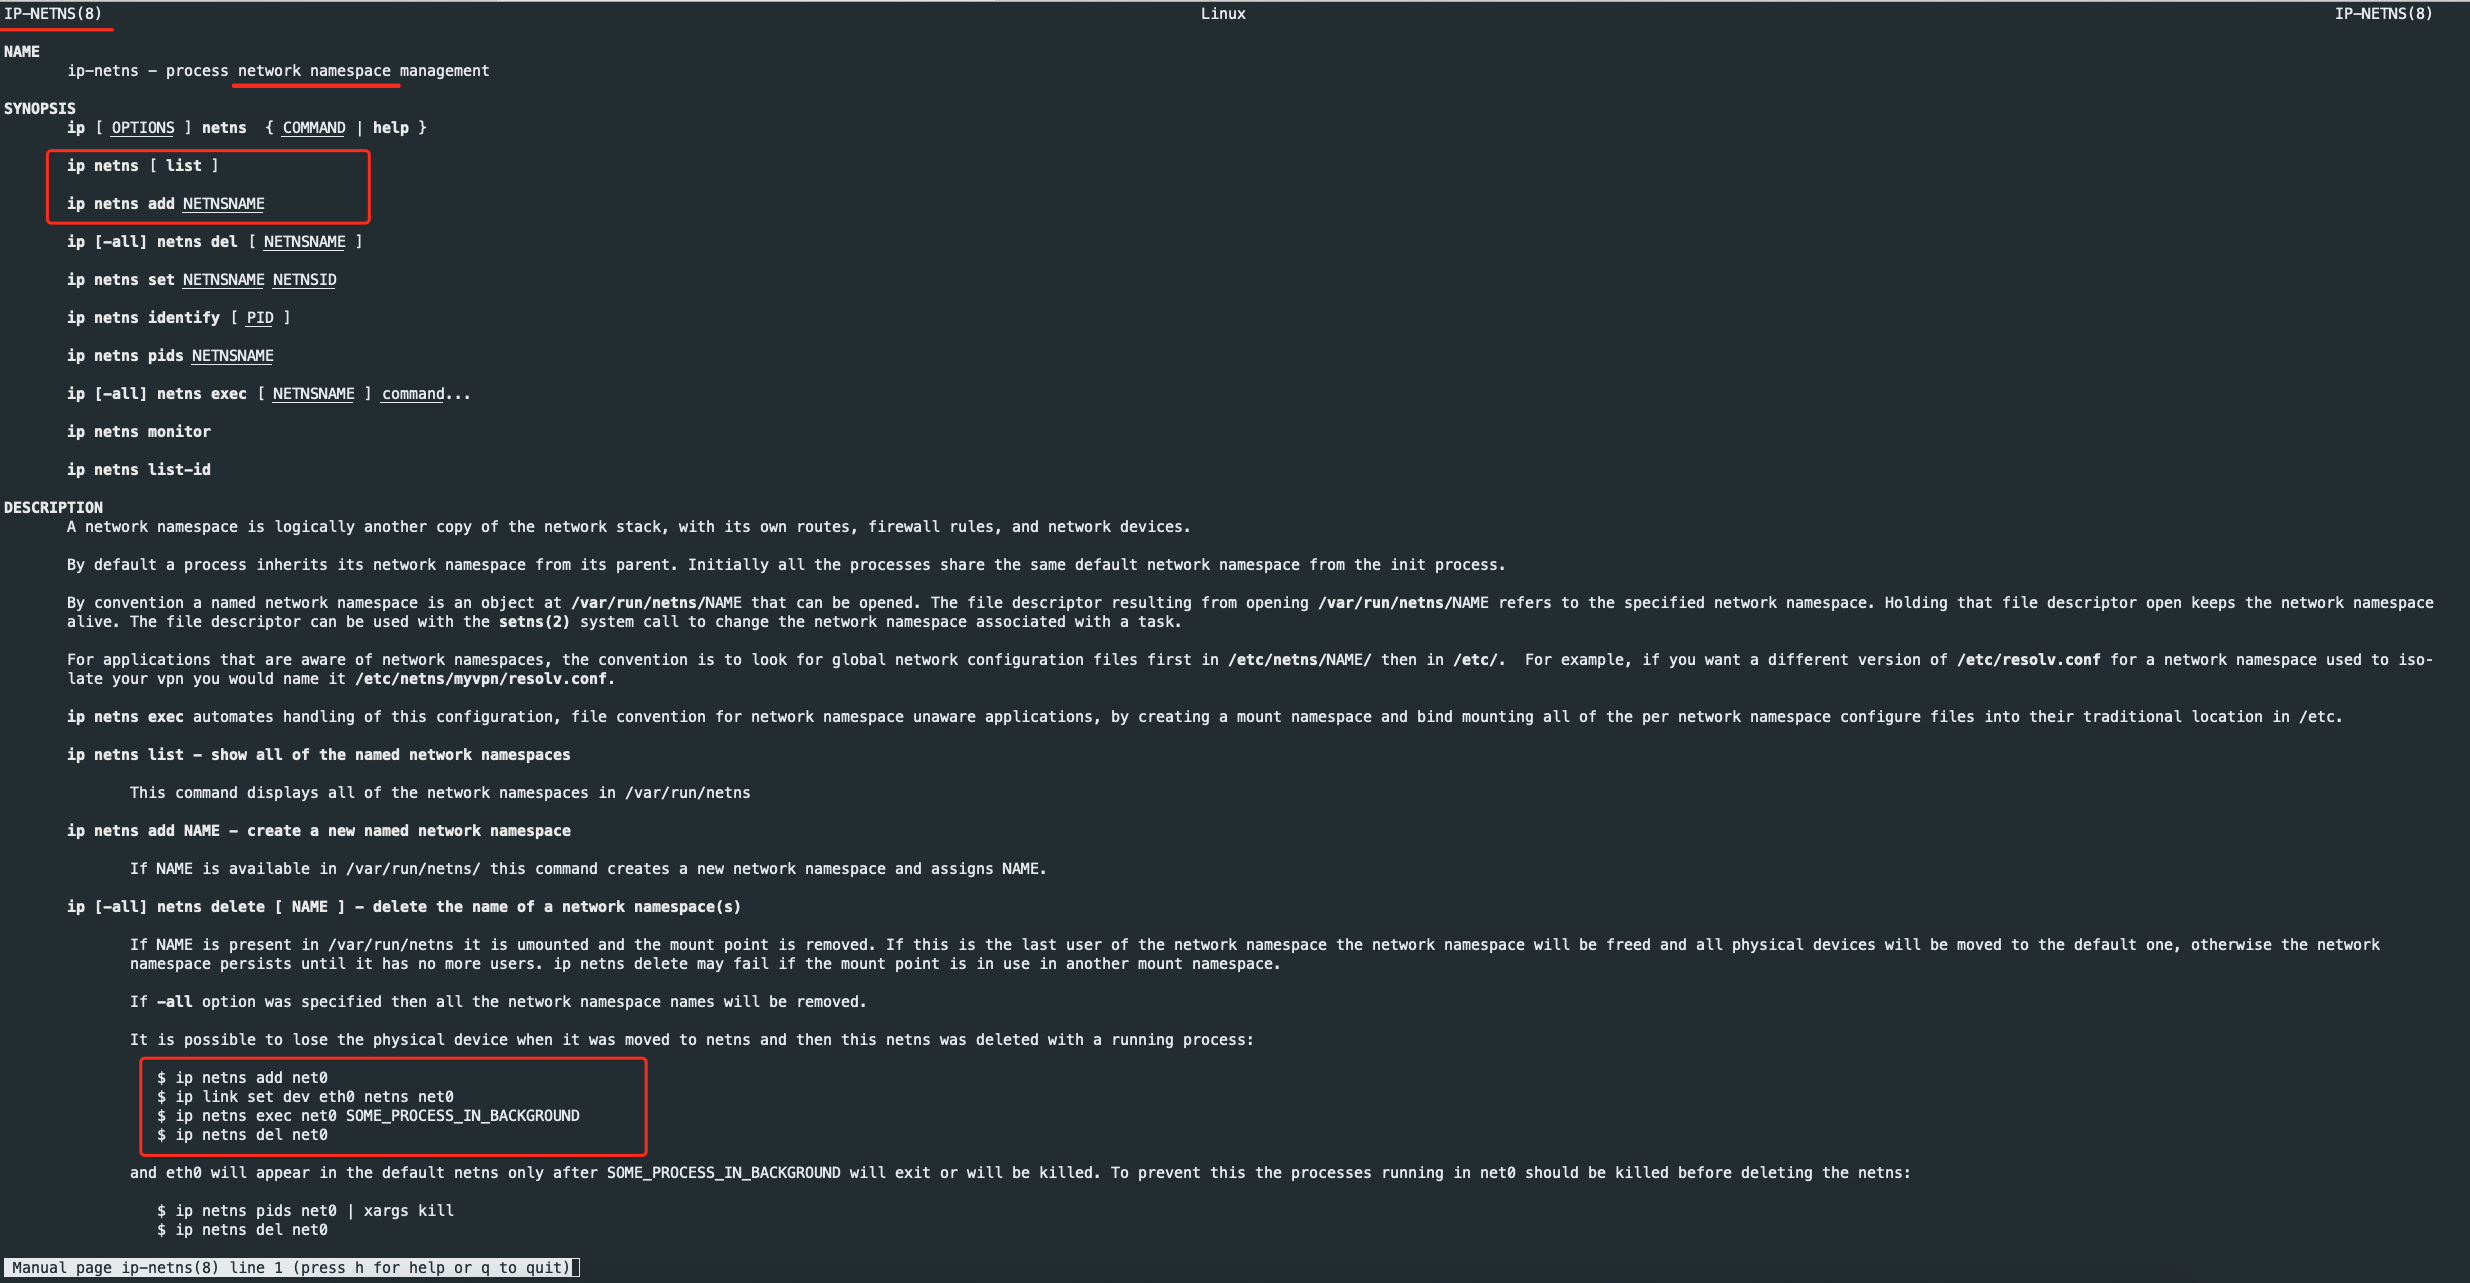 IP-NETNS(8) Linux IP-NETNS(8)
NAME
ip-netns – process network namespace management
SYNOPSIS
ip [ OPTIONS ] netns { COMMAND | help }
ip netns [ list ]
ip netns add NETNSNAME
ip [-all] netns del [ NETNSNAME ]
ip netns set NETNSNAME NETNSID
ip netns identify [ PID ]
ip netns pids NETNSNAME
ip [-all] netns exec [ NETNSNAME ] command...
ip netns monitor
ip netns list-id
DESCRIPTION
A network namespace is logically another copy of the network stack, with its own routes, firewall rules, and network devices.
By default a process inherits its network namespace from its parent. Initially all the processes share the same default network namespace from the init process.
By convention a named network namespace is an object at /var/run/netns/NAME that can be opened. The file descriptor resulting from opening /var/run/netns/NAME refers to the specified network namespace. Holding that file descriptor open keeps the network namespace
alive. The file descriptor can be used with the setns(2) system call to change the network namespace associated with a task.
For applications that are aware of network namespaces, the convention is to look for global network configuration files first in /etc/netns/NAME/ then in /etc/.  For example, if you want a different version of /etc/resolv.conf for a network namespace used to iso-
late your vpn you would name it /etc/netns/myvpn/resolv.conf.
ip netns exec automates handling of this configuration, file convention for network namespace unaware applications, by creating a mount namespace and bind mounting all of the per network namespace configure files into their traditional location in /etc.
ip netns list – show all of the named network namespaces
This command displays all of the network namespaces in /var/run/netns
ip netns add NAME – create a new named network namespace
If NAME is available in /var/run/netns/ this command creates a new network namespace and assigns NAME.
ip [-all] netns delete [ NAME ] – delete the name of a network namespace(s)
If NAME is present in /var/run/netns it is umounted and the mount point is removed. If this is the last user of the network namespace the network namespace will be freed and all physical devices will be moved to the default one, otherwise the network
namespace persists until it has no more users. ip netns delete may fail if the mount point is in use in another mount namespace.
If -all option was specified then all the network namespace names will be removed.
It is possible to lose the physical device when it was moved to netns and then this netns was deleted with a running process:
$ ip netns add net0
$ ip link set dev eth0 netns net0
$ ip netns exec net0 SOME_PROCESS_IN_BACKGROUND
$ ip netns del net0
and eth0 will appear in the default netns only after SOME_PROCESS_IN_BACKGROUND will exit or will be killed. To prevent this the processes running in net0 should be killed before deleting the netns:
$ ip netns pids net0 | xargs kill
$ ip netns del net0
Manual page ip-netns(8) line 1 (press h for help or q to quit)